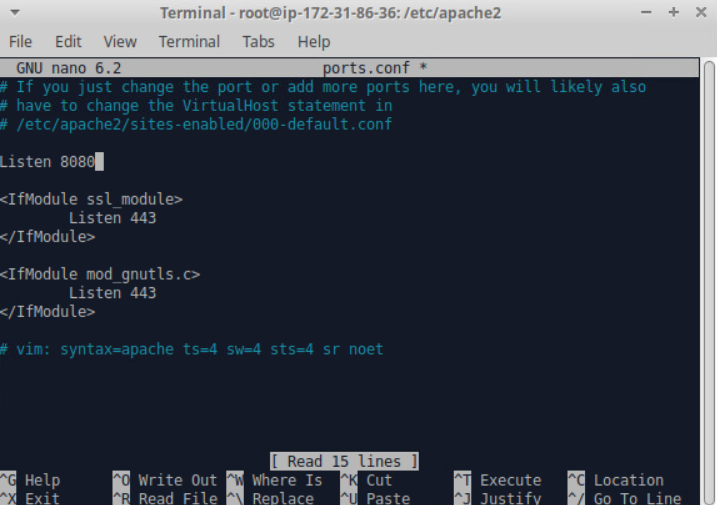 Terminal - root@ip-172-31-86-36: /etc/apache2
File Edit View Terminal Tabs Help
GNU nano 6.2 ports.conf *
# If you just change the port or add more ports here, you will likely also
# have to change the VirtualHost statement in
# /etc/apache2/sites-enabled/000-default.conf
Listen 8080
<IfModule ssl_module>
Listen 443
</IfModule>
<IfModule mod_gnutls.c>
Listen 443
</IfModule>
# vim: syntax=apache ts=4 sw=4 sts=4 sr noet
[ Read 15 lines ]
^G Help ^O Write Out ^W Where Is ^K Cut ^T Execute ^C Location
^X Exit ^R Read File ^\ Replace ^U Paste ^J Justify ^/ Go To Line